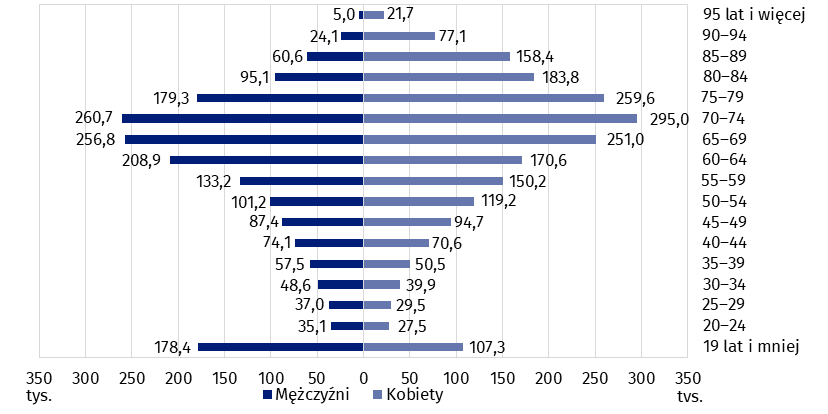 5,0 21,7 95 lat i więcej
24,1 77,1 90–94
60,6 158,4 85–89
95,1 183,8 80–84
179,3 259,6 75–79
260,7 295,0 70–74
256,8 251,0 65–69
208,9 170,6 60–64
133,2 150,2 55–59
101,2 119,2 50–54
87,4 94,7 45–49
74,1 70,6 40–44
57,5 50,5 35–39
48,6 39,9 30–34
37,0 29,5 25–29
35,1 27,5 20–24
178,4 107,3 19 lat i mniej
350 300 250 200 150 100 50 0 50 100 150 200 250 300 350
tys. Mężczyźni Kobiety tys.